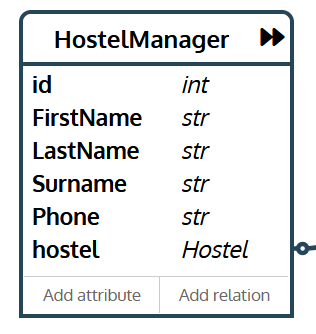 HostelManager
id int
FirstName str
LastName str
Surname str
Phone str
hostel Hostel
Add attribute Add relation